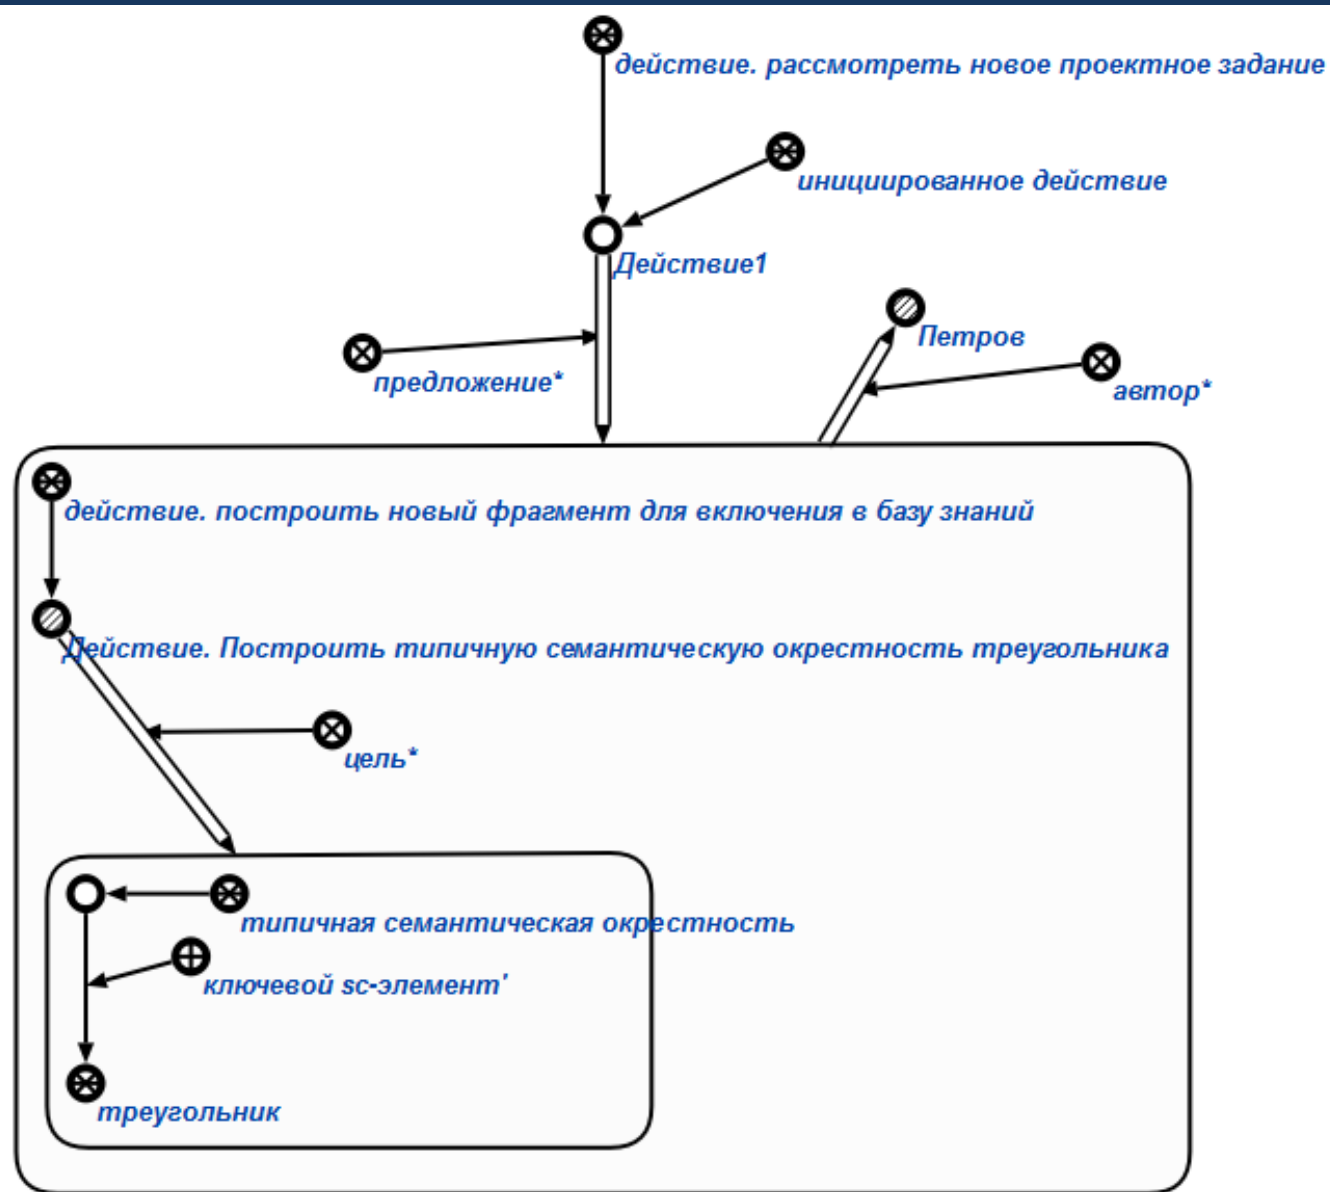 действие. рассмотреть новое проектное задание
инициированное действие
Действие1
Петров
предложение*
автор*
действие. построить новый фрагмент для включения в базу знаний
Действие. Построить типичную семантическую окрестность треугольника
цель*
типичная семантическая окрестность
ключевой sc-элемент'
треугольник